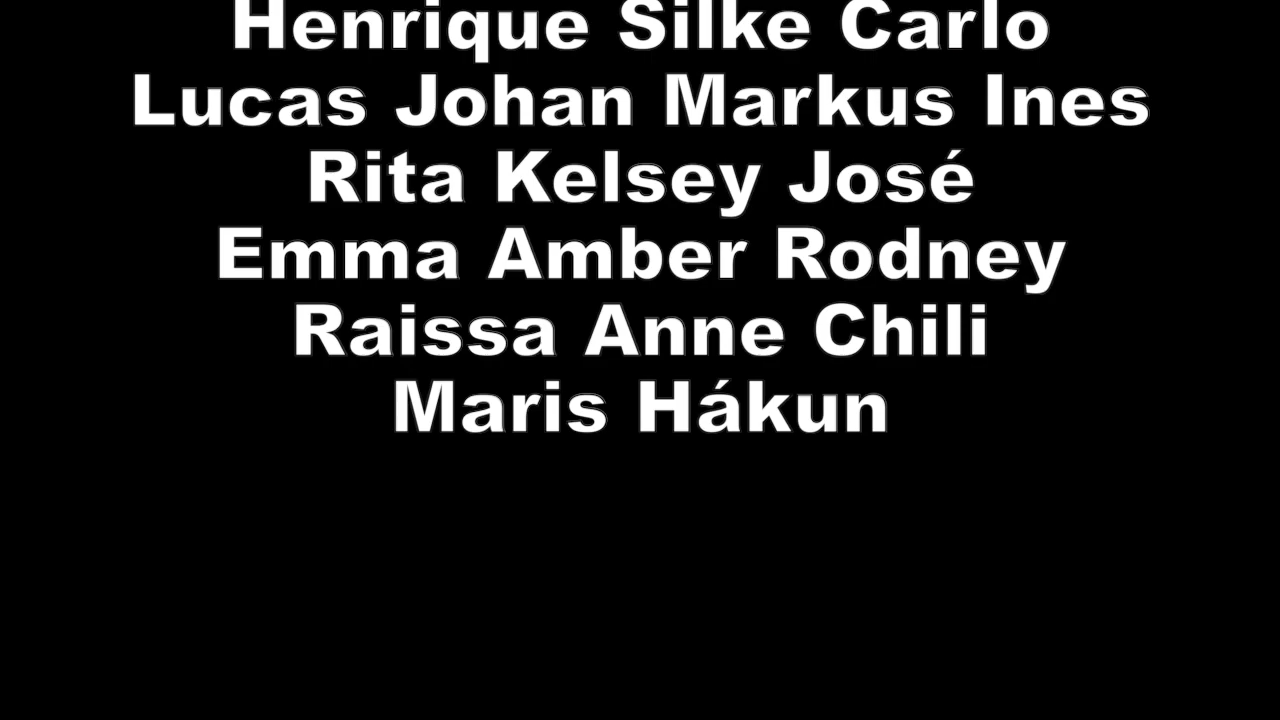 Henrique Silke Carlo
Lucas Johan Markus Ines
Rita Kelsey José
Emma Amber Rodney
Raissa Anne Chili
Maris Hákun